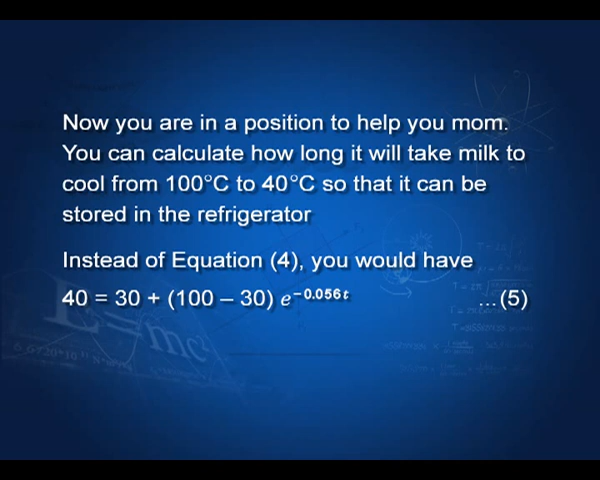 Now you are in a position to help you mom.
You can calculate how long it will take milk to
cool from 100°C to 40°C so that it can be
stored in the refrigerator
Instead of Equation (4), you would have
40 = 30 + (100 – 30) e^–0.056t ...(5)
E=mc²